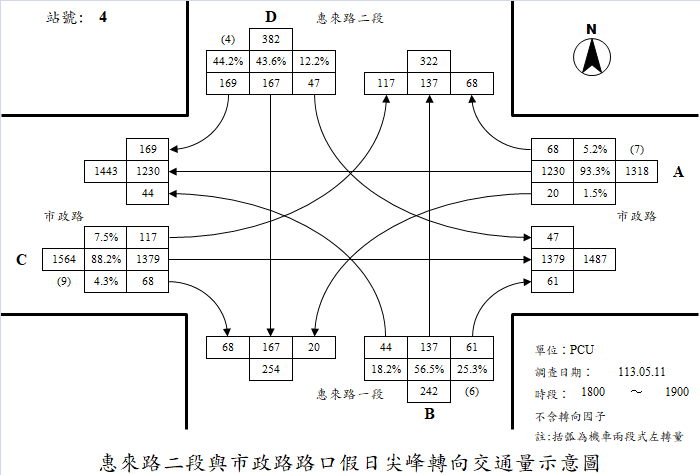 站號: 4
D
惠來路二段
N
(4) 382
44.2% 43.6% 12.2%
169 167 47
322
117 137 68
169
1443 1230
44
68 5.2% (7)
1230 93.3% 1318
20 1.5%
A
市政路
市政路
7.5% 117
C
1564 88.2% 1379
(9) 4.3% 68
47
1379 1487
61
68 167 20
254
44 137 61
18.2% 56.5% 25.3%
242 (6)
惠來路一段
B
單位:PCU
調查日期: 113.05.11
時段: 1800 ～ 1900
不含轉向因子
註:括弧為機車兩段式左轉量
惠來路二段與市政路路口假日尖峰轉向交通量示意圖